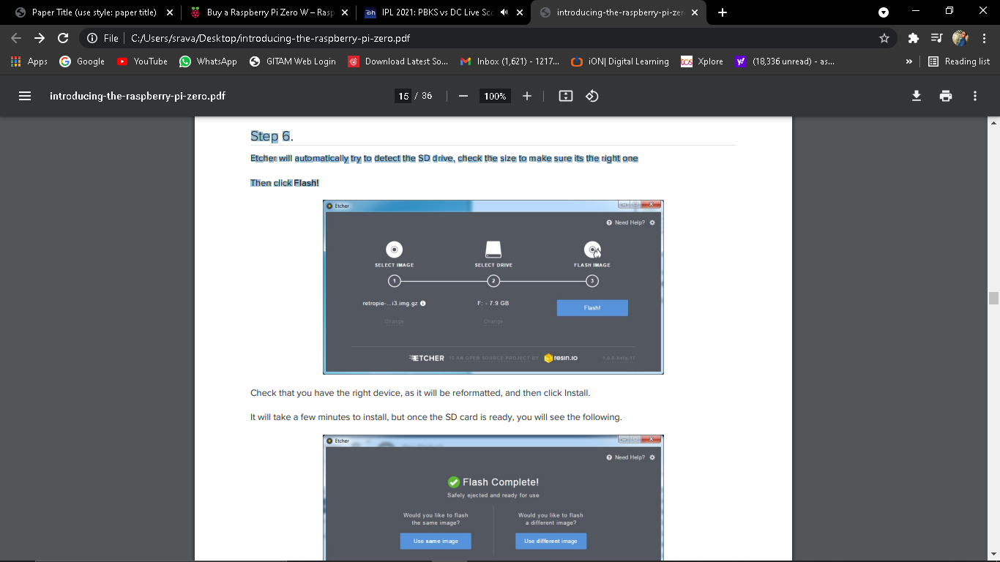 Paper Title (use style: paper title)
Buy a Raspberry Pi Zero W – Rasp
IPL 2021: PBKS vs DC Live Sco
introducing-the-raspberry-pi-zer
File
C:/Users/srava/Desktop/introducing-the-raspberry-pi-zero.pdf
Apps
Google
YouTube
WhatsApp
GITAM Web Login
Download Latest So...
Inbox (1,621) - 1217...
iON| Digital Learning
Xplore
(18,336 unread) - as...
»
Reading list
introducing-the-raspberry-pi-zero.pdf
15 / 36
100%
Step 6.
Etcher will automatically try to detect the SD drive, check the size to make sure its the right one
Then click Flash!
Etcher
Need Help?
SELECT IMAGE
SELECT DRIVE
FLASH IMAGE
1
2
3
retropie-...i3.img.gz
F: - 7.9 GB
Flash!
Change
Change
ETCHER IS AN OPEN SOURCE PROJECT BY resin.io
1.0.0-beta.17
Check that you have the right device, as it will be reformatted, and then click Install.
It will take a few minutes to install, but once the SD card is ready, you will see the following.
Etcher
Need Help?
Flash Complete!
Safely ejected and ready for use
Would you like to flash
the same image?
Would you like to flash
a different image?
Use same image
Use different image